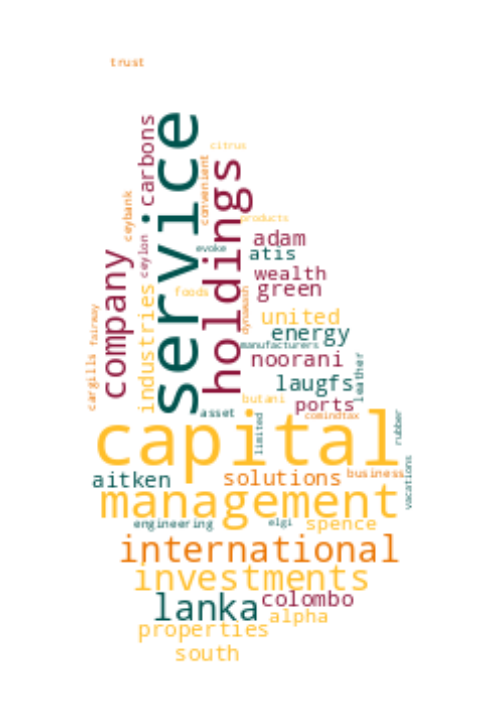 trust
service
carbons
citrus
convenient
holdings
ceybank
products
adam
evoke
atis
ceylon
company
wealth
green
foods
industries
dynawash
united
energy
fairway
manufacturers
noorani
cargills
laugfs
leather
butani
ports
asset
comindtax
limited
rubber
capital
aitken
solutions
business
vacations
management
engineering
elgi
spence
international
investments
lanka
colombo
alpha
properties
south